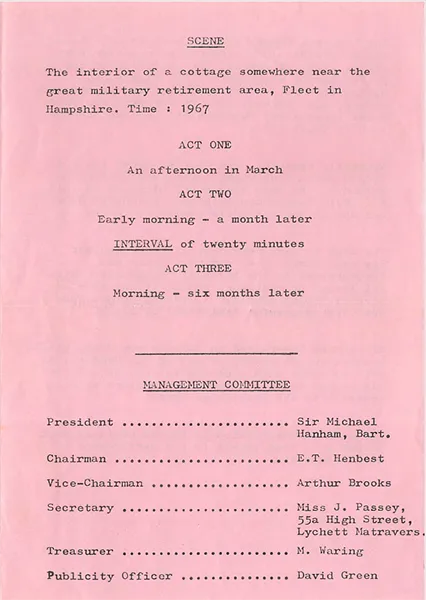 SCENE
The interior of a cottage somewhere near the
great military retirement area, Fleet in
Hampshire. Time : 1967
ACT ONE
An afternoon in March
ACT TWO
Early morning - a month later
INTERVAL of twenty minutes
ACT THREE
Morning - six months later
MANAGEMENT COMMITTEE
President ....................... Sir Michael
Hanham, Bart.
Chairman ........................ E.T. Henbest
Vice-Chairman ................... Arthur Brooks
Secretary ....................... Miss J. Passey,
55a High Street,
Lychett Matravers.
Treasurer ....................... M. Waring
Publicity Officer ............... David Green